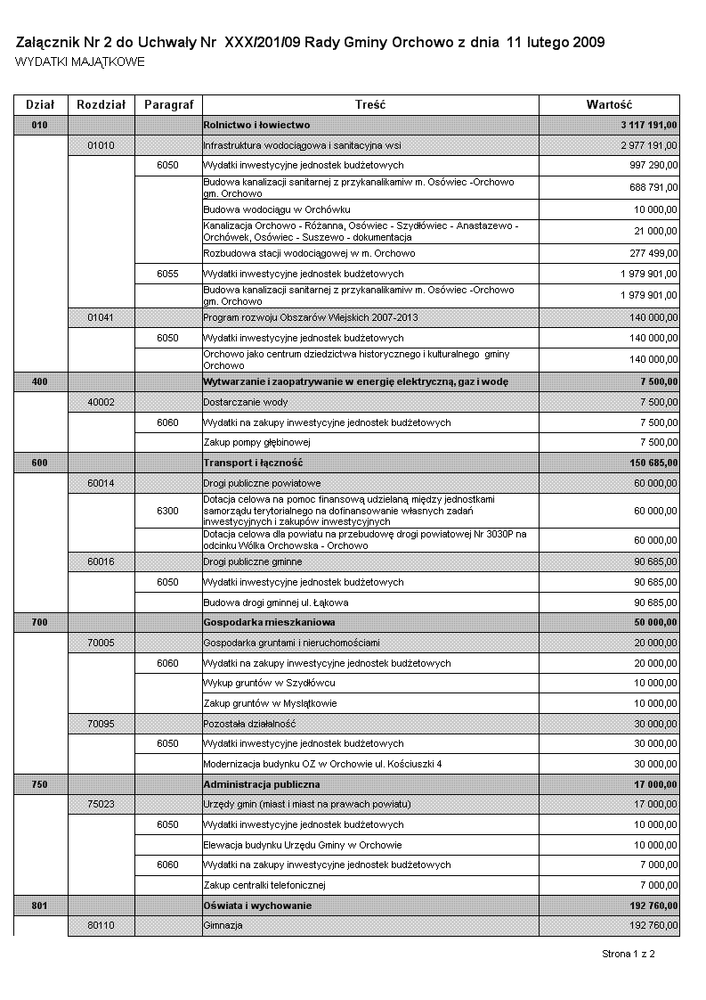 Załącznik Nr 2 do Uchwały Nr XXX/201/09 Rady Gminy Orchowo z dnia 11 lutego 2009
WYDATKI MAJĄTKOWE
Dział Rozdział Paragraf Treść Wartość
010 Rolnictwo i łowiectwo 3 117 191,00
01010 Infrastruktura wodociągowa i sanitacyjna wsi 2 977 191,00
6050 Wydatki inwestycyjne jednostek budżetowych 997 290,00
Budowa kanalizacji sanitarnej z przykanalikamiw m. Osówiec -Orchowo
gm. Orchowo 688 791,00
Budowa wodociągu w Orchówku 10 000,00
Kanalizacja Orchowo - Różanna, Osówiec - Szydłówiec - Anastazewo -
Orchówek, Osówiec - Suszewo - dokumentacja 21 000,00
Rozbudowa stacji wodociągowej w m. Orchowo 277 499,00
6055 Wydatki inwestycyjne jednostek budżetowych 1 979 901,00
Budowa kanalizacji sanitarnej z przykanalikamiw m. Osówiec -Orchowo
gm. Orchowo 1 979 901,00
01041 Program rozwoju Obszarów Wiejskich 2007-2013 140 000,00
6050 Wydatki inwestycyjne jednostek budżetowych 140 000,00
Orchowo jako centrum dziedzictwa historycznego i kulturalnego gminy
Orchowo 140 000,00
400 Wytwarzanie i zaopatrywanie w energię elektryczną, gaz i wodę 7 500,00
40002 Dostarczanie wody 7 500,00
6060 Wydatki na zakupy inwestycyjne jednostek budżetowych 7 500,00
Zakup pompy głębinowej 7 500,00
600 Transport i łączność 150 685,00
60014 Drogi publiczne powiatowe 60 000,00
Dotacja celowa na pomoc finansową udzielaną między jednostkami
6300 samorządu terytorialnego na dofinansowanie własnych zadań 60 000,00
inwestycyjnych i zakupów inwestycyjnych
Dotacja celowa dla powiatu na przebudowę drogi powiatowej Nr 3030P na
odcinku Wólka Orchowska - Orchowo 60 000,00
60016 Drogi publiczne gminne 90 685,00
6050 Wydatki inwestycyjne jednostek budżetowych 90 685,00
Budowa drogi gminnej ul. Łąkowa 90 685,00
700 Gospodarka mieszkaniowa 50 000,00
70005 Gospodarka gruntami i nieruchomościami 20 000,00
6060 Wydatki na zakupy inwestycyjne jednostek budżetowych 20 000,00
Wykup gruntów w Szydłówcu 10 000,00
Zakup gruntów w Myslątkowie 10 000,00
70095 Pozostała działalność 30 000,00
6050 Wydatki inwestycyjne jednostek budżetowych 30 000,00
Modernizacja budynku OZ w Orchowie ul. Kościuszki 4 30 000,00
750 Administracja publiczna 17 000,00
75023 Urzędy gmin (miast i miast na prawach powiatu) 17 000,00
6050 Wydatki inwestycyjne jednostek budżetowych 10 000,00
Elewacja budynku Urzędu Gminy w Orchowie 10 000,00
6060 Wydatki na zakupy inwestycyjne jednostek budżetowych 7 000,00
Zakup centralki telefonicznej 7 000,00
801 Oświata i wychowanie 192 760,00
80110 Gimnazja 192 760,00
Strona 1 z 2